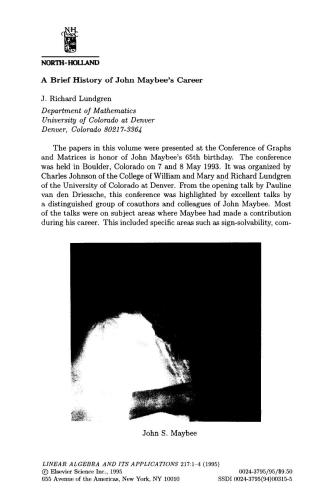 NH
NORTH-HOLLAND
A Brief History of John Maybee's Career
J. Richard Lundgren
Department of Mathematics
University of Colorado at Denver
Denver, Colorado 80217-3364
The papers in this volume were presented at the Conference of Graphs
and Matrices is honor of John Maybee's 65th birthday. The conference
was held in Boulder, Colorado on 7 and 8 May 1993. It was organized by
Charles Johnson of the College of William and Mary and Richard Lundgren
of the University of Colorado at Denver. From the opening talk by Pauline
van den Driessche, this conference was highlighted by excellent talks by
a distinguished group of coauthors and colleagues of John Maybee. Most
of the talks were on subject areas where Maybee had made a contribution
during his career. This included specific areas such as sign-solvability, com-
John S. Maybee
LINEAR ALGEBRA AND ITS APPLICATIONS 217:1–4 (1995)
© Elsevier Science Inc., 1995 0024-3795/95/$9.50
655 Avenue of the Americas, New York, NY 10010 SSDI 0024-3795(94)00315-5